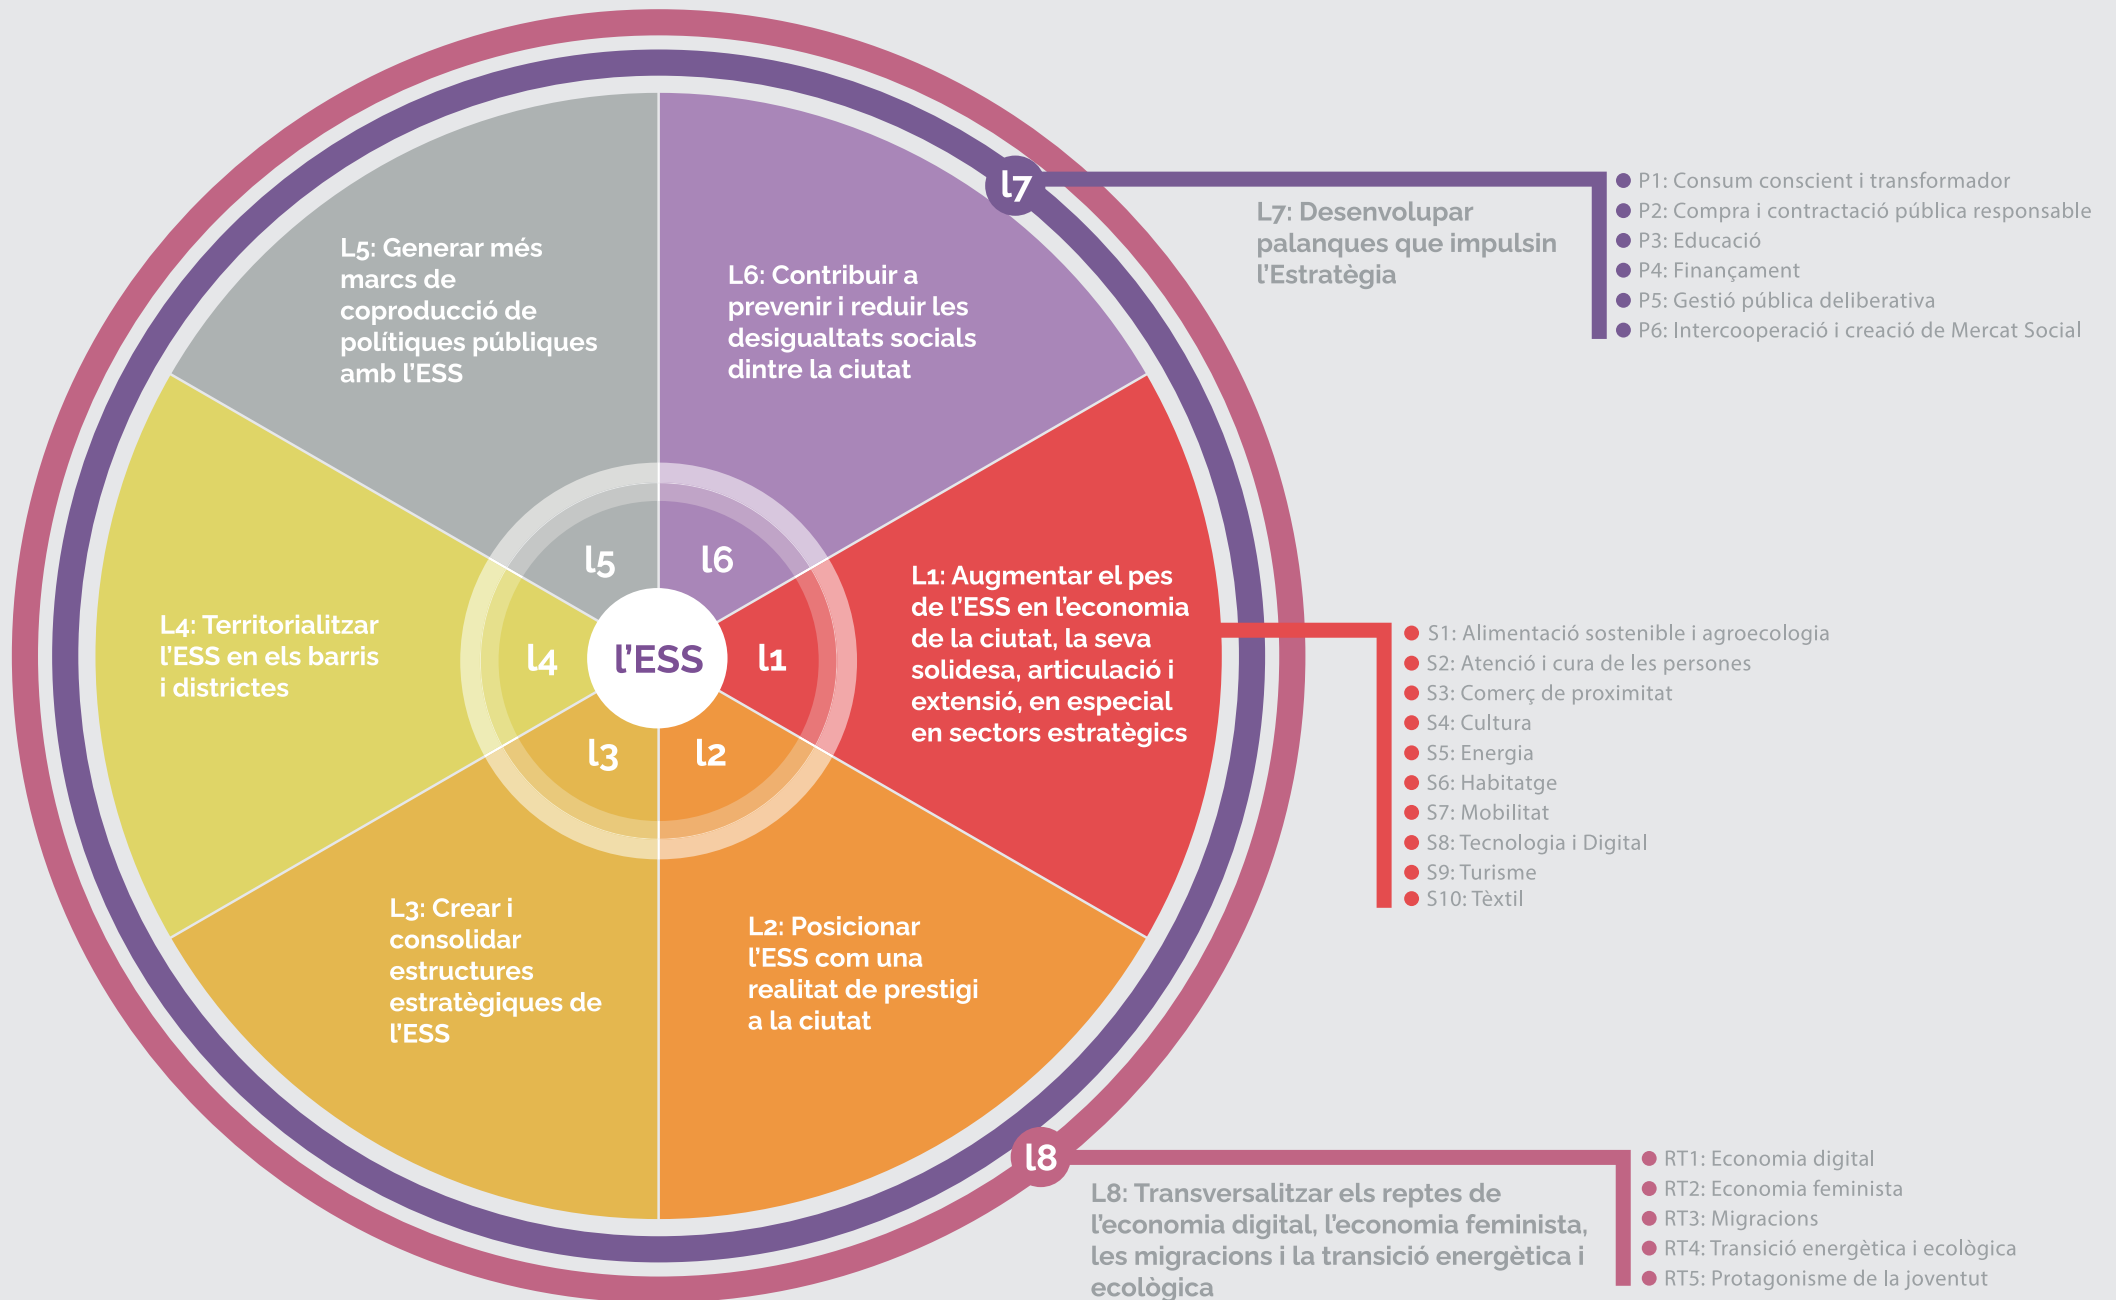 L5: Generar més
marcs de
coproducció de
polítiques públiques
amb l’ESS
L6: Contribuir a
prevenir i reduir les
desigualtats socials
dintre la ciutat
l7
L7: Desenvolupar
palanques que impulsin
l’Estratègia
P1: Consum conscient i transformador
P2: Compra i contractació pública responsable
P3: Educació
P4: Finançament
P5: Gestió pública deliberativa
P6: Intercooperació i creació de Mercat Social
l5
l6
L4: Territorialitzar
l’ESS en els barris
i districtes
l4
l’ESS
l1
L1: Augmentar el pes
de l’ESS en l’economia
de la ciutat, la seva
solidesa, articulació i
extensió, en especial
en sectors estratègics
S1: Alimentació sostenible i agroecologia
S2: Atenció i cura de les persones
S3: Comerç de proximitat
S4: Cultura
S5: Energia
S6: Habitatge
S7: Mobilitat
S8: Tecnologia i Digital
S9: Turisme
S10: Tèxtil
l3
l2
L3: Crear i
consolidar
estructures
estratègiques de
l’ESS
L2: Posicionar
l’ESS com una
realitat de prestigi
a la ciutat
l8
L8: Transversalitzar els reptes de
l’economia digital, l’economia feminista,
les migracions i la transició energètica i
ecològica
RT1: Economia digital
RT2: Economia feminista
RT3: Migracions
RT4: Transició energètica i ecològica
RT5: Protagonisme de la joventut